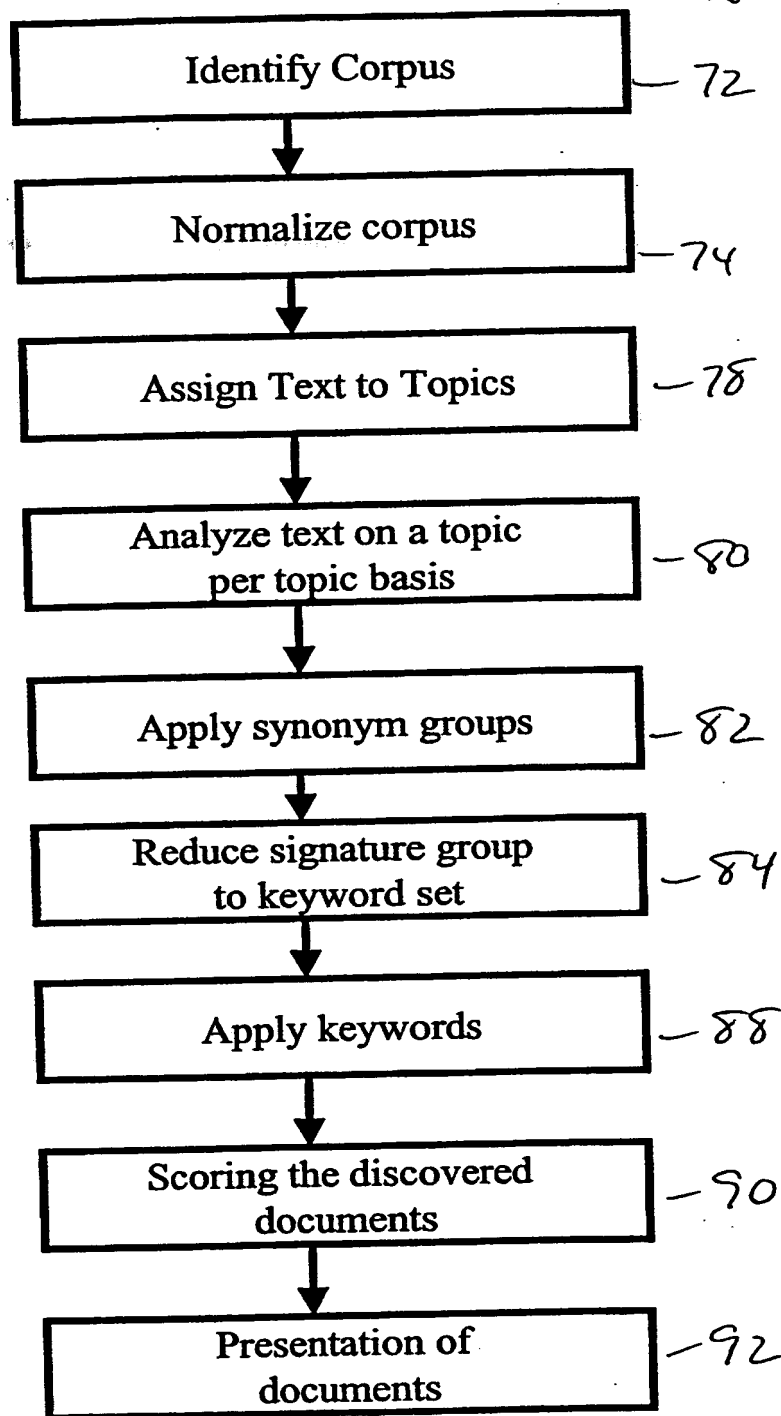 Identify Corpus — 72
Normalize corpus — 74
Assign Text to Topics — 78
Analyze text on a topic
per topic basis — 80
Apply synonym groups — 82
Reduce signature group
to keyword set — 84
Apply keywords — 88
Scoring the discovered
documents — 90
Presentation of
documents — 92